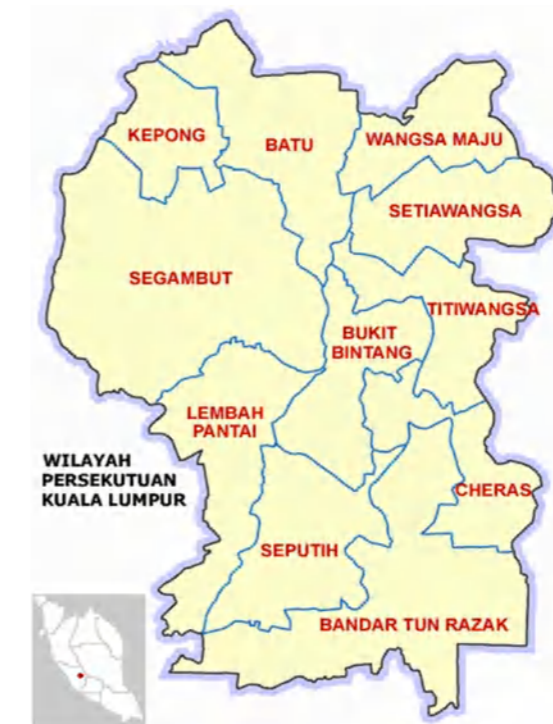 KEPONG
BATU
WANGSA MAJU
SETIAWANGSA
SEGAMBUT
TITIWANGSA
BUKIT
BINTANG
LEMBAH
PANTAI
WILAYAH
PERSEKUTUAN
KUALA LUMPUR
CHERAS
SEPUTIH
BANDAR TUN RAZAK